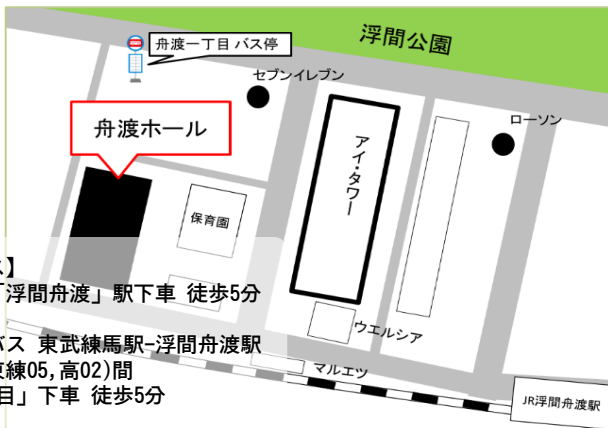 浮間公園
舟渡一丁目 バス停
セブンイレブン
ローソン
舟渡ホール
アイ・タワー
保育園
】
「浮間舟渡」駅下車 徒歩5分
バス 東武練馬駅-浮間舟渡駅
東練05,高02)間
目」下車 徒歩5分
ウエルシア
マルエツ
JR浮間舟渡駅